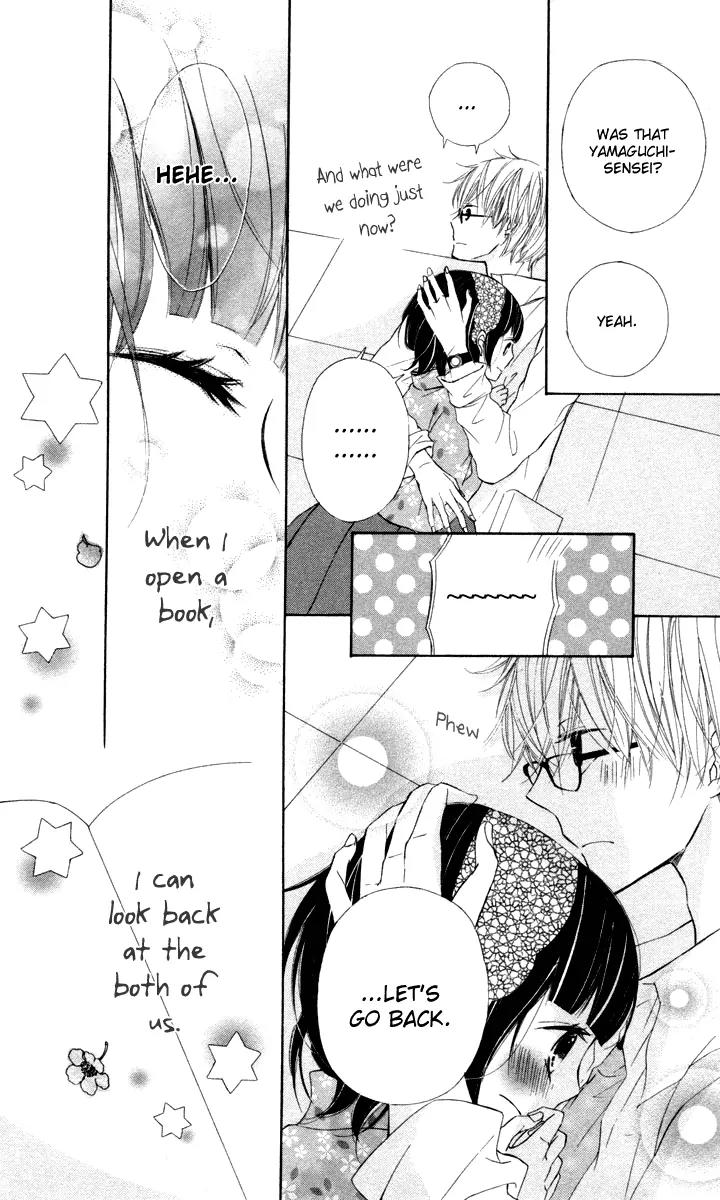 WAS THAT
YAMAGUCHI-
SENSEI?
YEAH.
...
And what were
we doing just
now?
......
......
~~~~~~~
Phew
...LET'S
GO BACK.
HEHE...
When I
open a
book,
I can
look back
at the
both of
us.